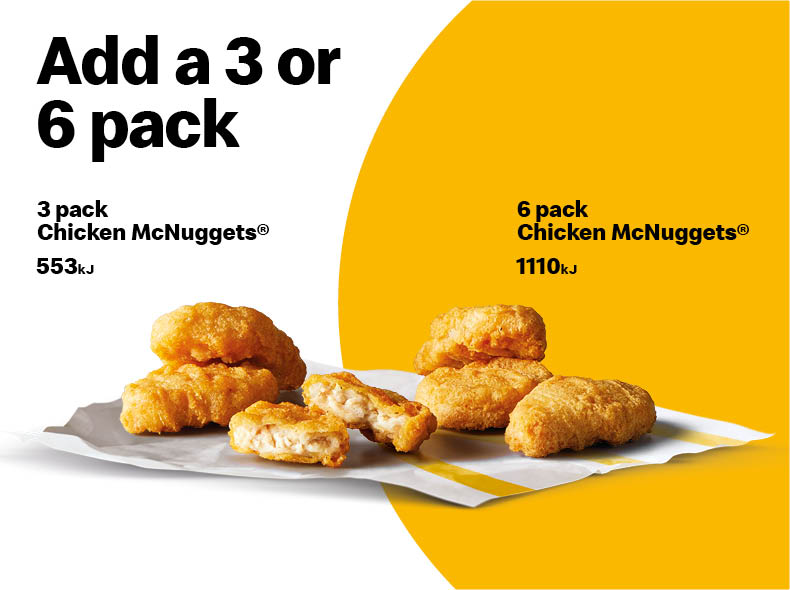 Add a 3 or
6 pack
3 pack
Chicken McNuggets®
553kJ
6 pack
Chicken McNuggets®
1110kJ